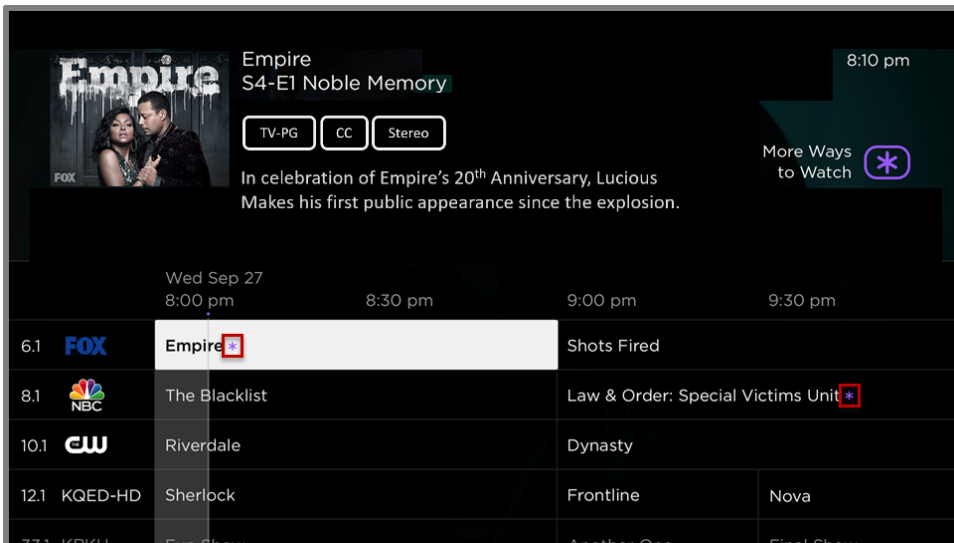 Empire
FOX
Empire
S4-E1 Noble Memory
TV-PG CC Stereo
In celebration of Empire's 20th Anniversary, Lucious
Makes his first public appearance since the explosion.
8:10 pm
More Ways
to Watch *
Wed Sep 27
8:00 pm 8:30 pm 9:00 pm 9:30 pm
6.1 FOX Empire * Shots Fired
8.1 NBC The Blacklist Law & Order: Special Victims Unit *
10.1 CW Riverdale Dynasty
12.1 KQED-HD Sherlock Frontline Nova
Another One Final Show